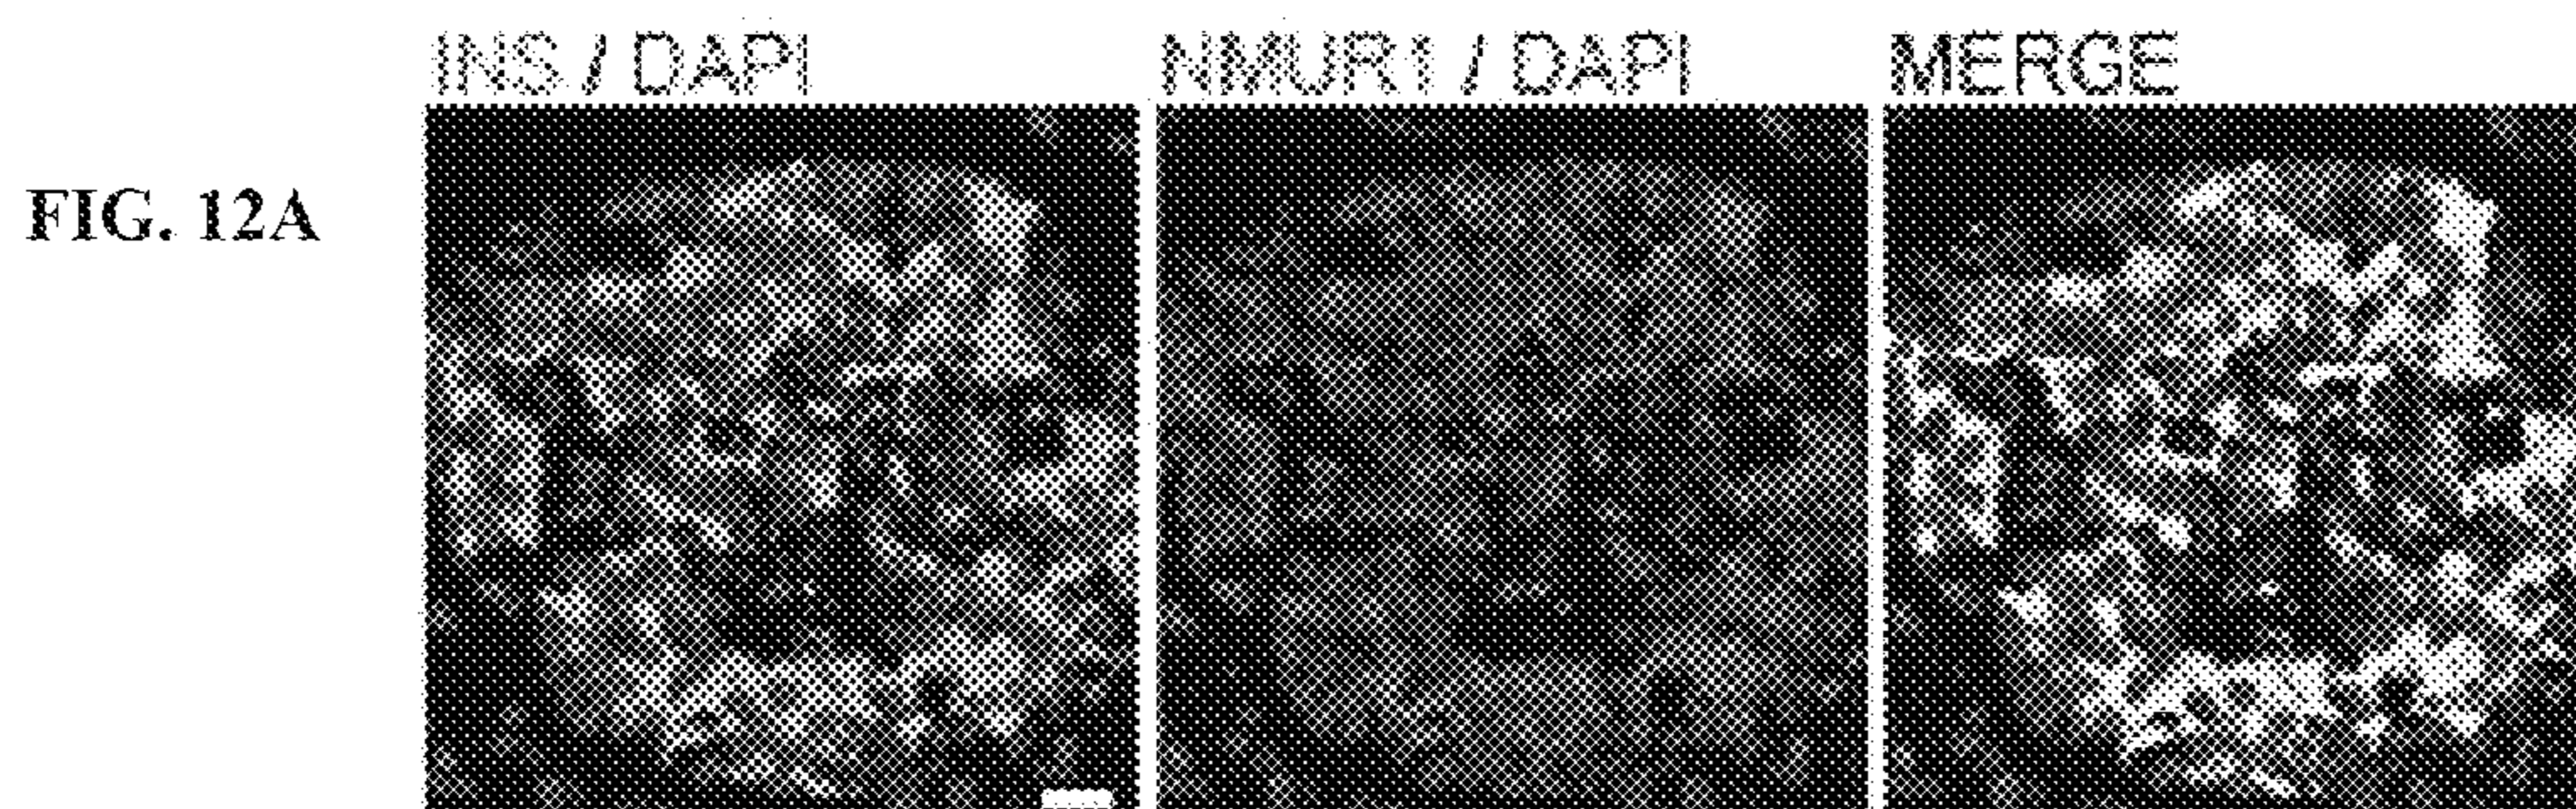 INS / DAPI NMUR1 / DAPI MERGE
FIG. 12A